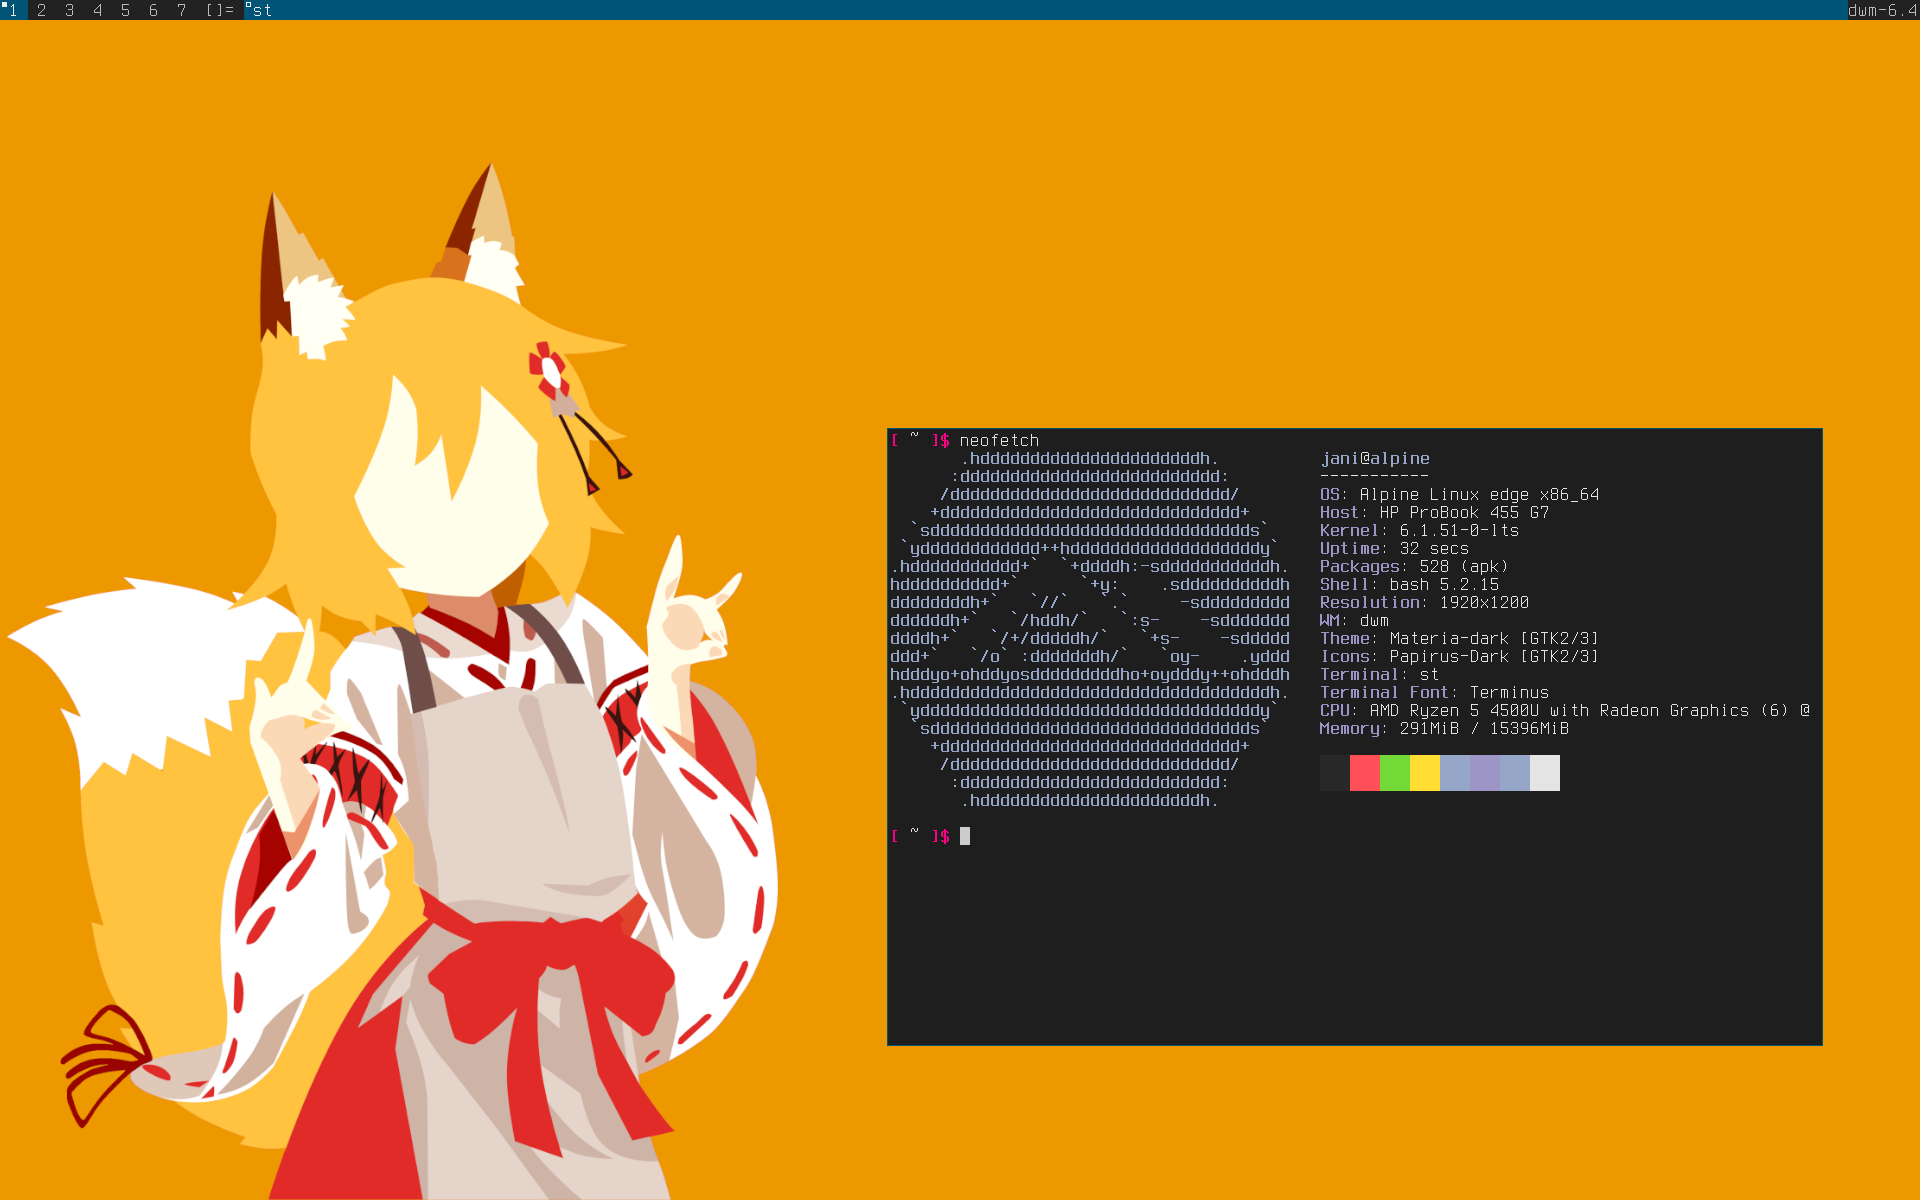 1 2 3 4 5 6 7 []= st dwm-6.4
[ ~ ]$ neofetch
.hddddddddddddddddddddddh.
:dddddddddddddddddddddddddd:
/dddddddddddddddddddddddddddd/
+dddddddddddddddddddddddddddddd+
`sdddddddddddddddddddddddddddddddds`
`ydddddddddddd++hdddddddddddddddddddy`
.hddddddddddd+` `+ddddh:-sdddddddddddh.
hdddddddddd+` `+y: .sddddddddddh
ddddddddh+` `//` `.` -sddddddddd
ddddddh+` `/hddh/` `:s- -sddddddd
ddddh+` `/+/dddddh/` `+s- -sddddd
ddd+` `/o` :dddddddh/` `oy- .yddd
hdddyo+ohddyosdddddddddho+oydddy++ohdddh
.hddddddddddddddddddddddddddddddddddddh.
`yddddddddddddddddddddddddddddddddddy`
`sdddddddddddddddddddddddddddddddds`
+dddddddddddddddddddddddddddddd+
/dddddddddddddddddddddddddddd/
:dddddddddddddddddddddddddd:
.hddddddddddddddddddddddh.
jani@alpine
-----------
OS: Alpine Linux edge x86_64
Host: HP ProBook 455 G7
Kernel: 6.1.51-0-lts
Uptime: 32 secs
Packages: 528 (apk)
Shell: bash 5.2.15
Resolution: 1920x1200
WM: dwm
Theme: Materia-dark [GTK2/3]
Icons: Papirus-Dark [GTK2/3]
Terminal: st
Terminal Font: Terminus
CPU: AMD Ryzen 5 4500U with Radeon Graphics (6) @
Memory: 291MiB / 15396MiB
[ ~ ]$